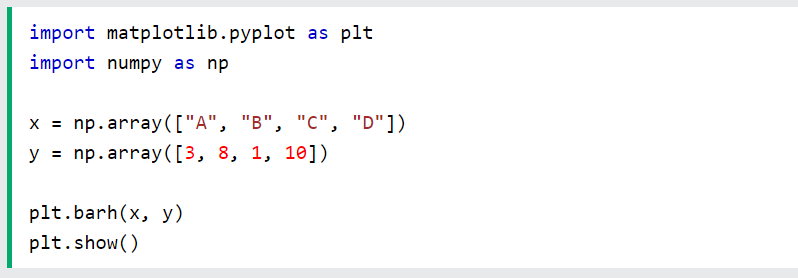 import matplotlib.pyplot as plt
import numpy as np
x = np.array(["A", "B", "C", "D"])
y = np.array([3, 8, 1, 10])
plt.barh(x, y)
plt.show()